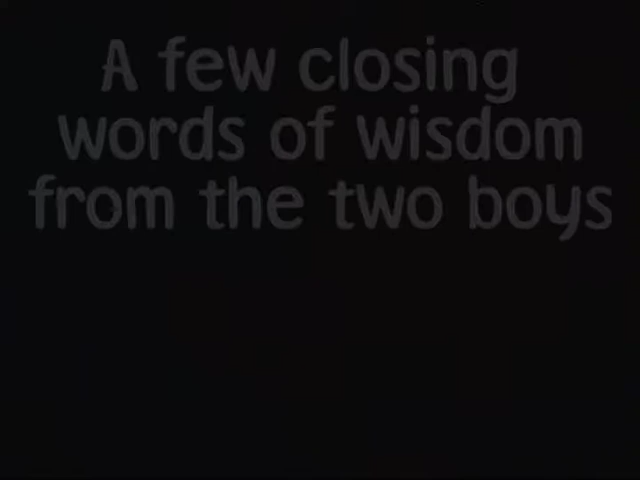 A few closing
words of wisdom
from the two boys